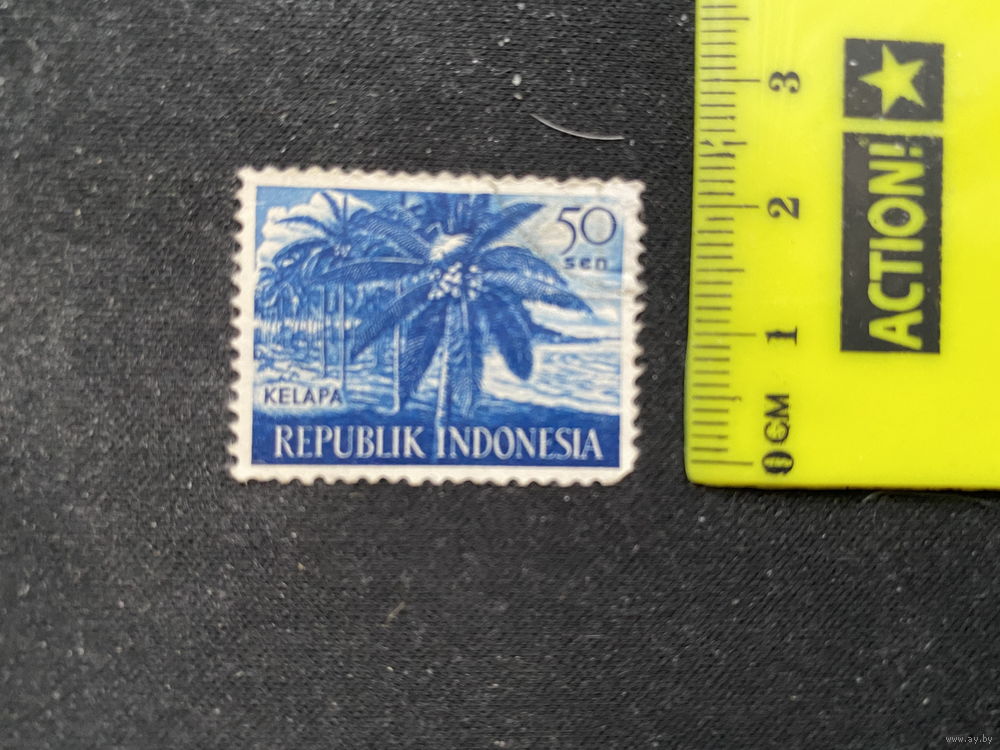 50
sen
KELAPA
REPUBLIK INDONESIA
3
2
1
0 CM
ACTION!
www.ay.by